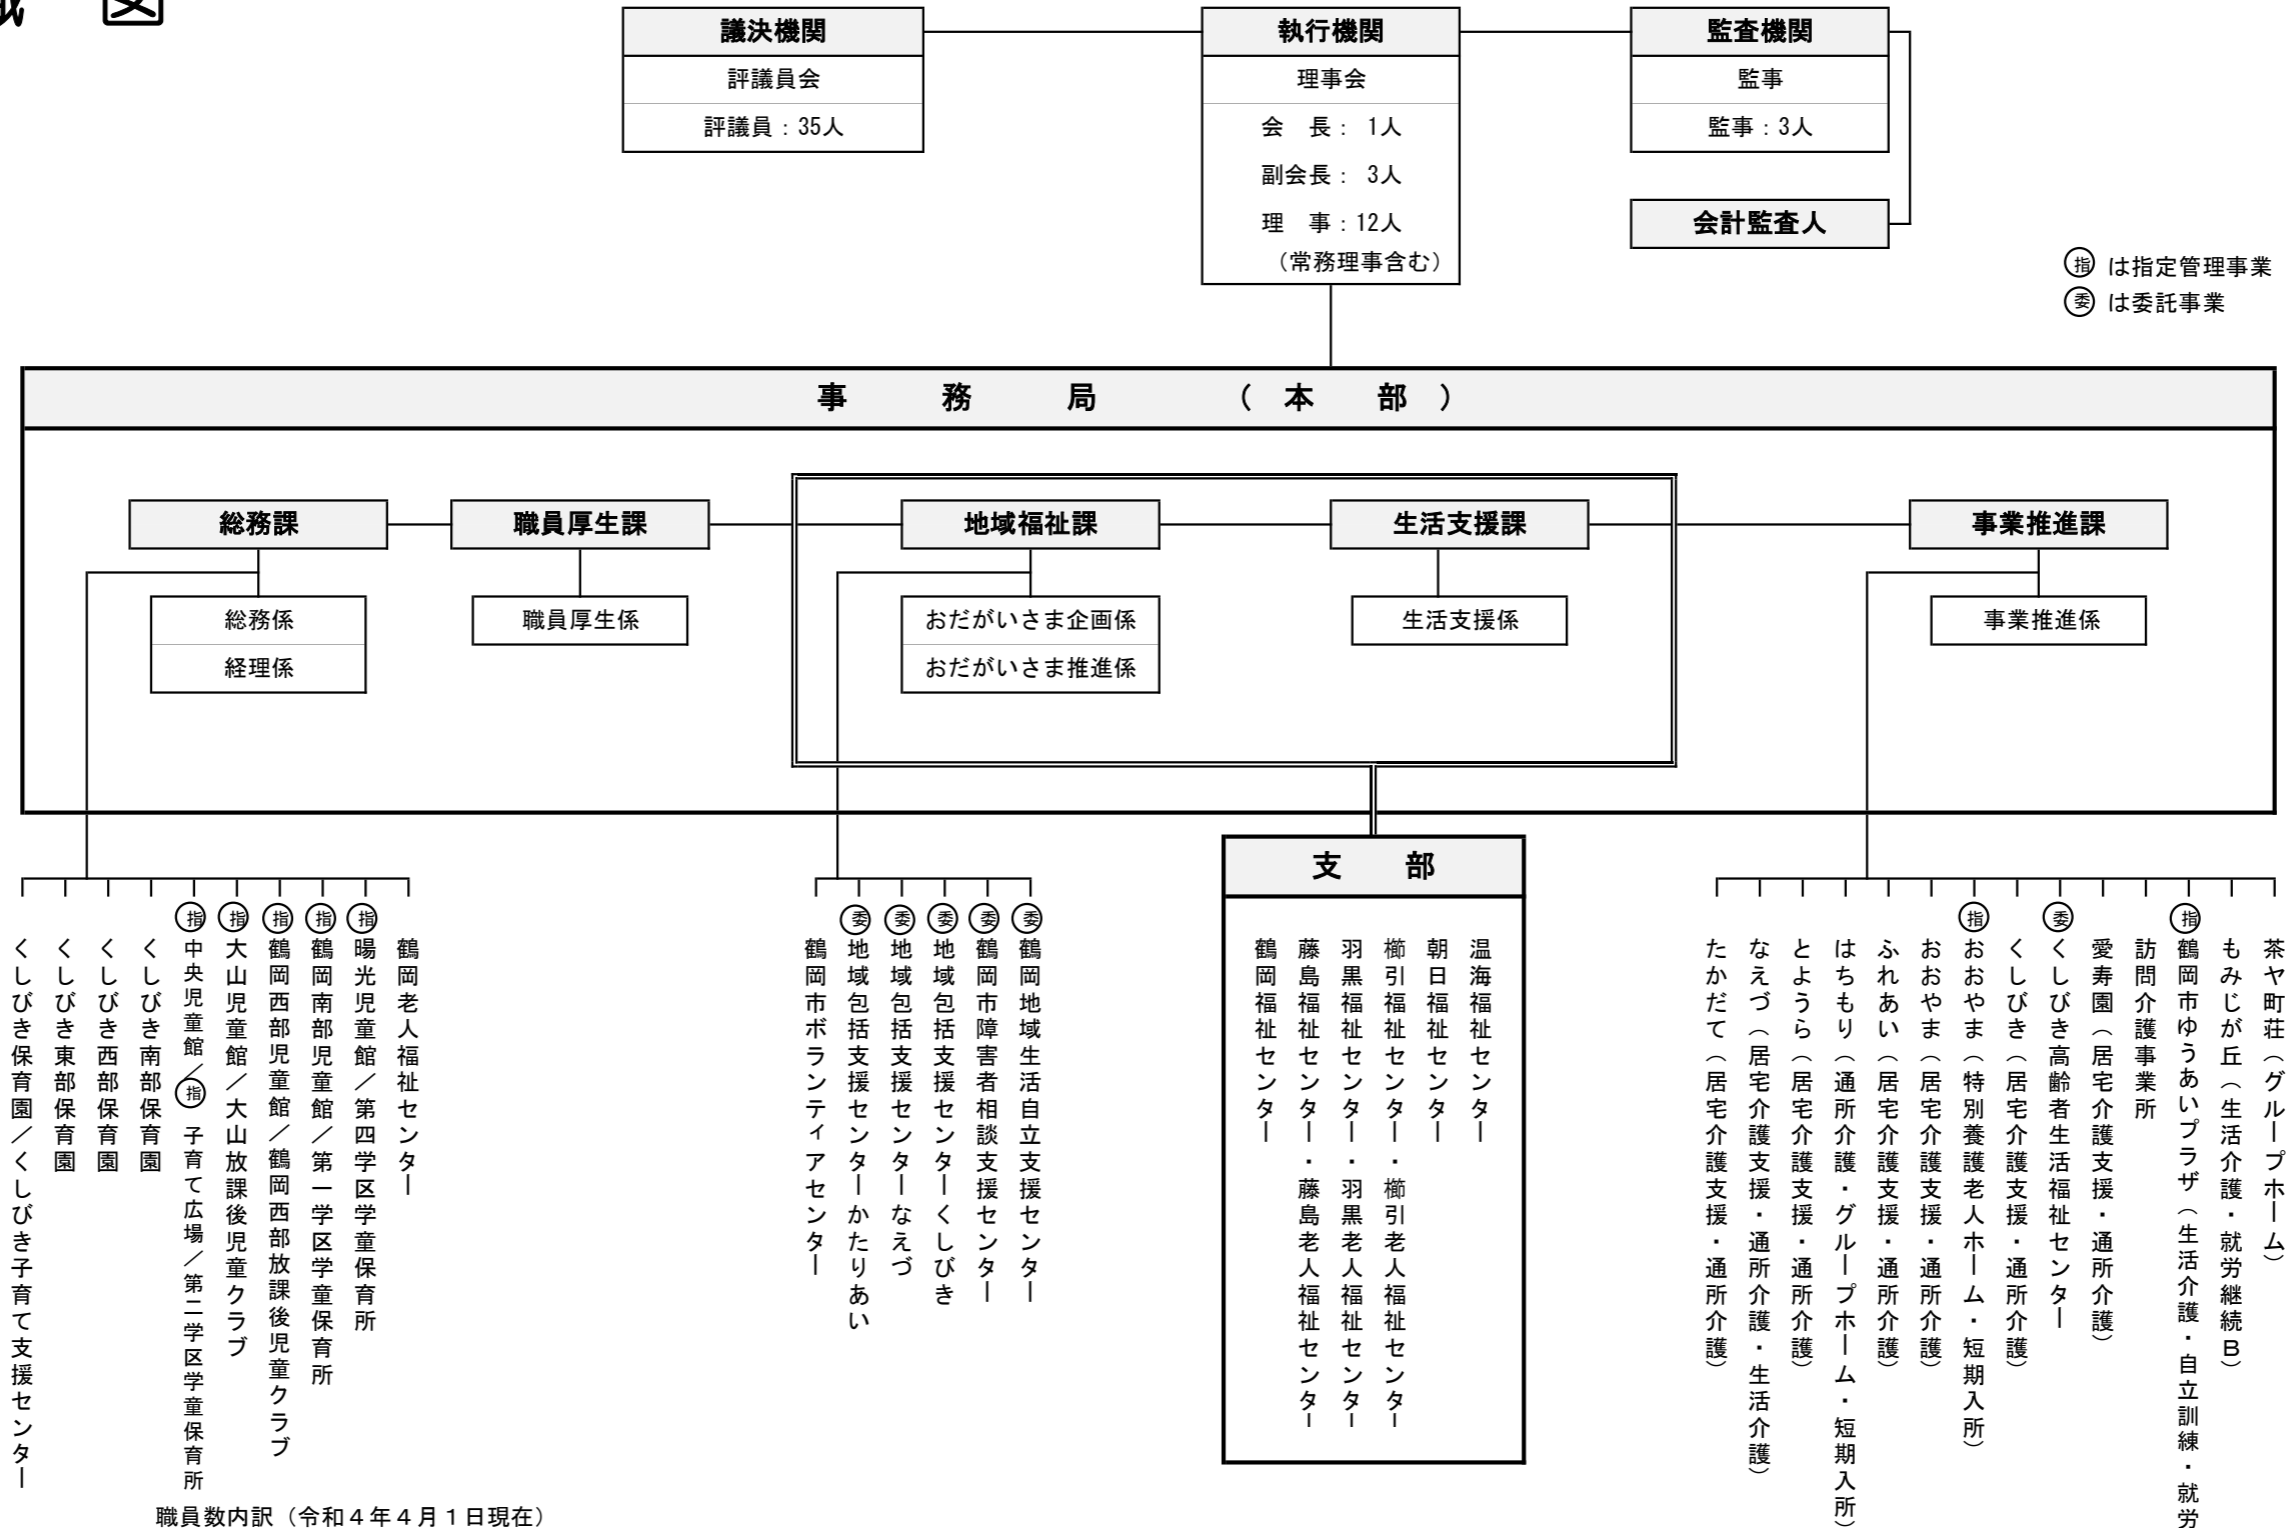 図
議決機関
評議員会
評議員：35人
執行機関
理事会
会　長： 1人
副会長： 3人
理　事：12人
（常務理事含む）
監査機関
監事
監事：3人
会計監査人
㊟指 は指定管理事業
委 は委託事業
事務局（本部）
総務課
総務係
経理係
職員厚生課
職員厚生係
地域福祉課
おだがいさま企画係
おだがいさま推進係
生活支援課
生活支援係
事業推進課
事業推進係
くしびき保育園／くしびき子育て支援センター
くしびき東部保育園
くしびき西部保育園
くしびき南部保育園
指 中央児童館／指 子育て広場／第二学区学童保育所
指 大山児童館／大山放課後児童クラブ
指 鶴岡西部児童館／鶴岡西部放課後児童クラブ
指 鶴岡南部児童館／第一学区学童保育所
指 暘光児童館／第四学区学童保育所
鶴岡老人福祉センター
鶴岡市ボランティアセンター
委 地域包括支援センターかたりあい
委 地域包括支援センターなえづ
委 地域包括支援センターくしびき
委 鶴岡市障害者相談支援センター
委 鶴岡地域生活自立支援センター
支部
鶴岡福祉センター
藤島福祉センター・藤島老人福祉センター
羽黒福祉センター・羽黒老人福祉センター
櫛引福祉センター・櫛引老人福祉センター
朝日福祉センター
温海福祉センター
たかだて（居宅介護支援・通所介護）
なえづ（居宅介護支援・通所介護・生活介護）
とようら（居宅介護支援・通所介護）
はちもり（通所介護・グループホーム・短期入所）
ふれあい（居宅介護支援・通所介護）
おおやま（居宅介護支援・通所介護）
指 おおやま（特別養護老人ホーム・短期入所）
くしびき（居宅介護支援・通所介護）
委 くしびき高齢者生活福祉センター
愛寿園（居宅介護支援・通所介護）
訪問介護事業所
指 鶴岡市ゆうあいプラザ（生活介護・自立訓練・就労
もみじが丘（生活介護・就労継続Ｂ）
茶ヤ町荘（グループホーム）
職員数内訳（令和４年４月１日現在）